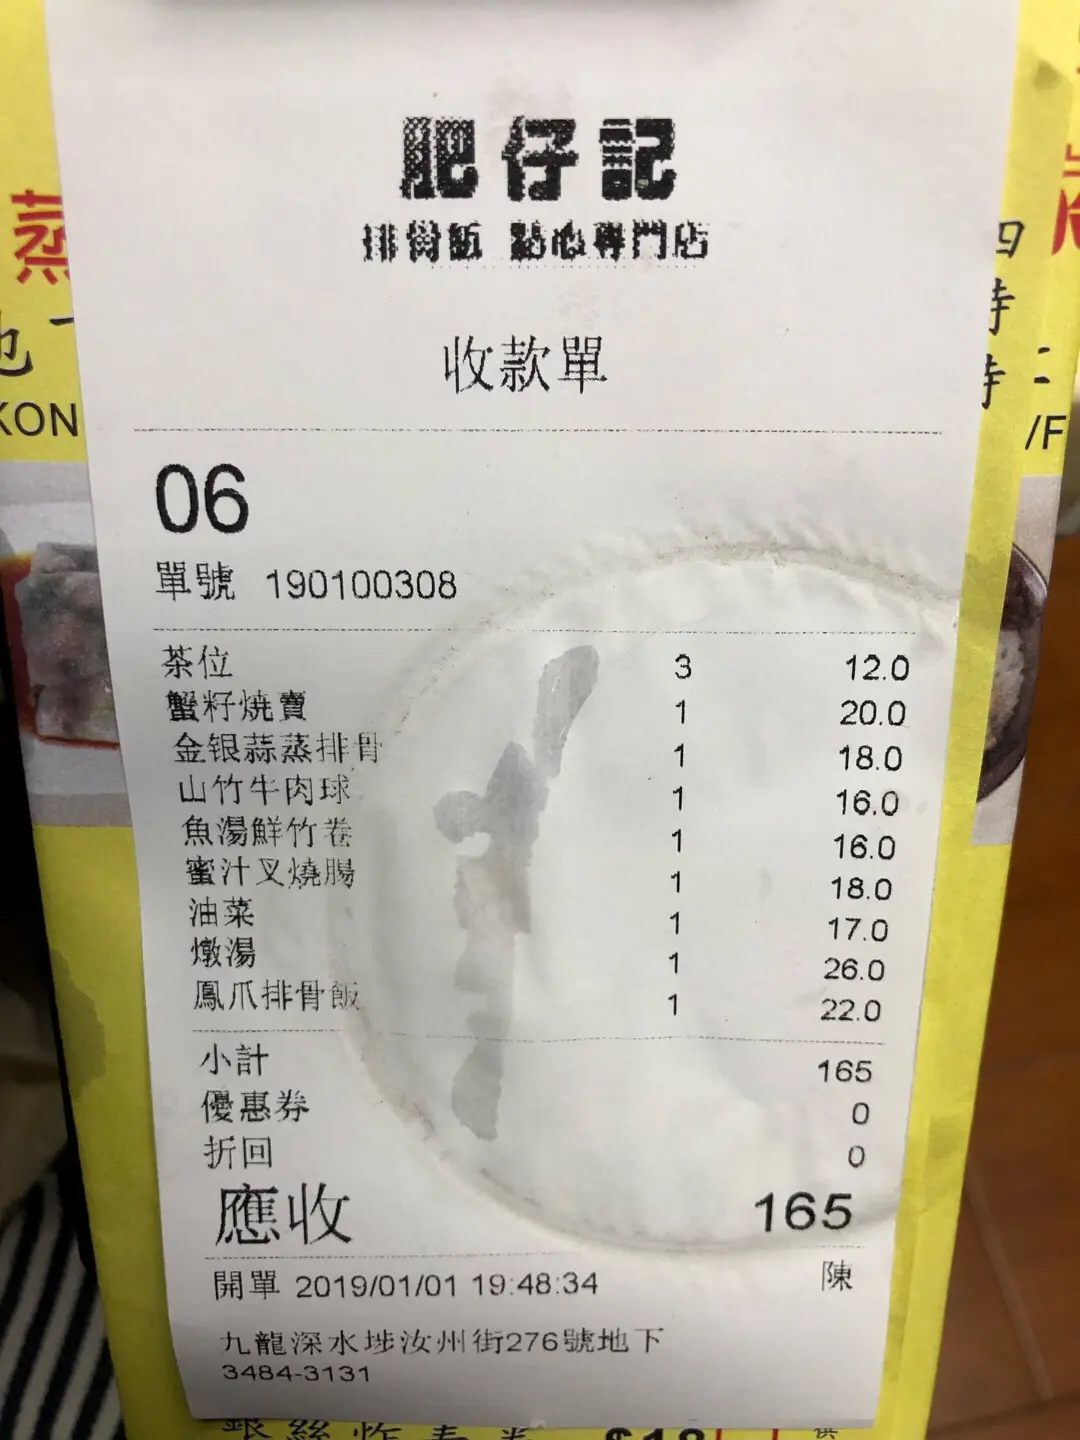 肥仔記
排骨飯 點心專門店
收款單
06
單號 190100308
茶位 3 12.0
蟹籽燒賣 1 20.0
金银蒜蒸排骨 1 18.0
山竹牛肉球 1 16.0
魚湯鮮竹卷 1 16.0
蜜汁叉燒腸 1 18.0
油菜 1 17.0
燉湯 1 26.0
鳳爪排骨飯 1 22.0
小計 165
優惠券 0
折回 0
應收 165
開單 2019/01/01 19:48:34 陳
九龍深水埗汝州街276號地下
3484-3131
蒸
四
KON
/F